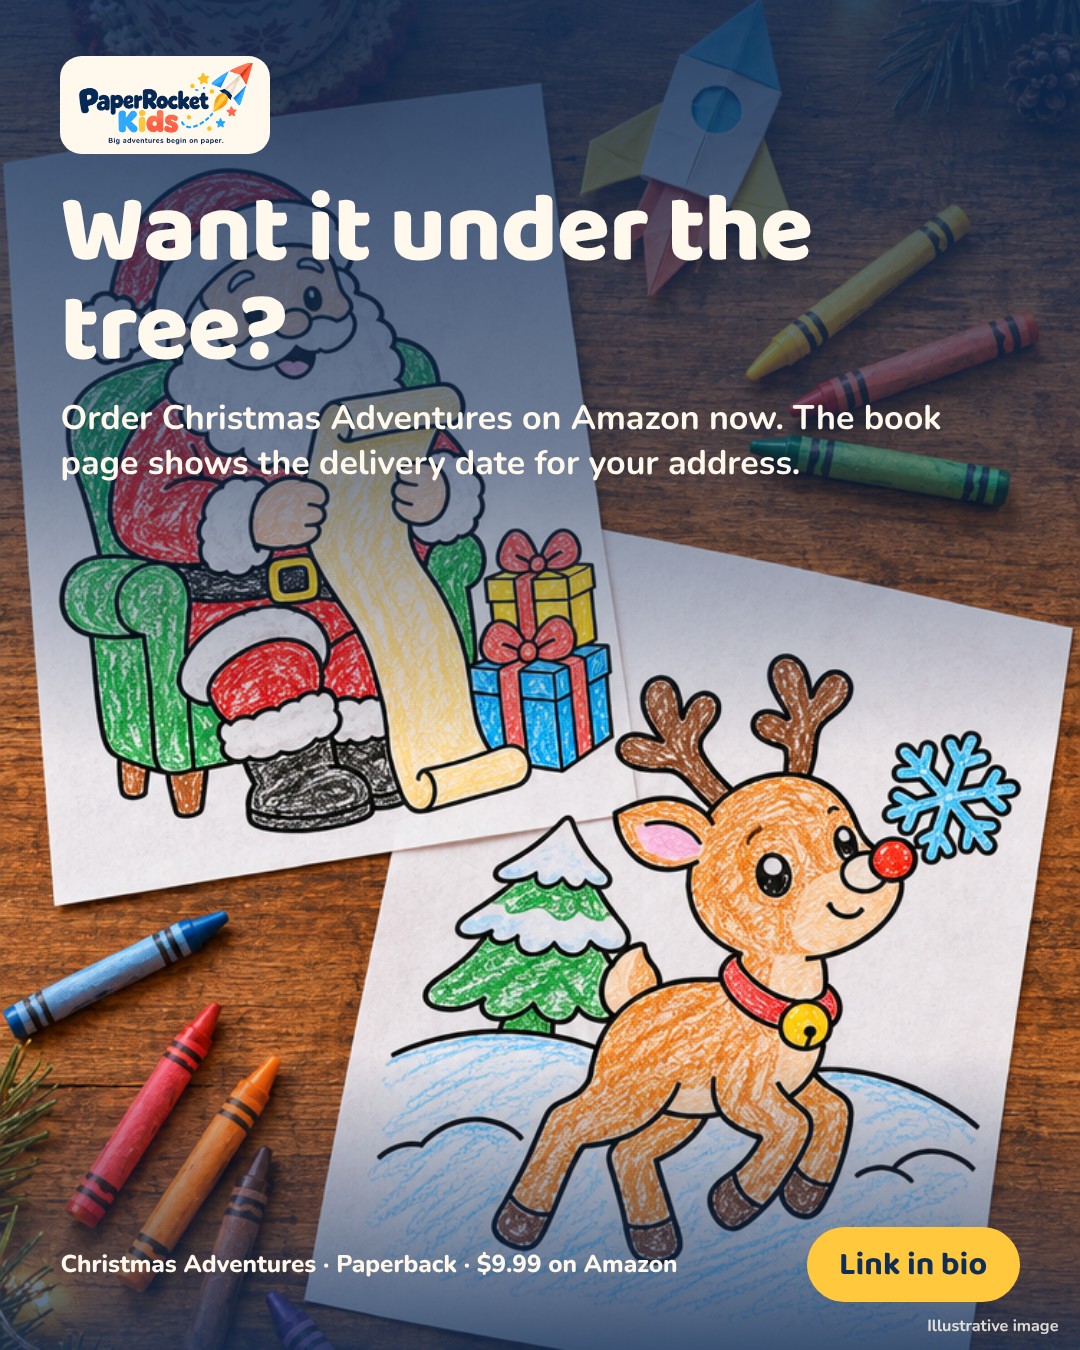 PaperRocket
Kids
Big adventures begin on paper.
Want it under the
tree?
Order Christmas Adventures on Amazon now. The book
page shows the delivery date for your address.
Christmas Adventures · Paperback · $9.99 on Amazon
Link in bio
Illustrative image